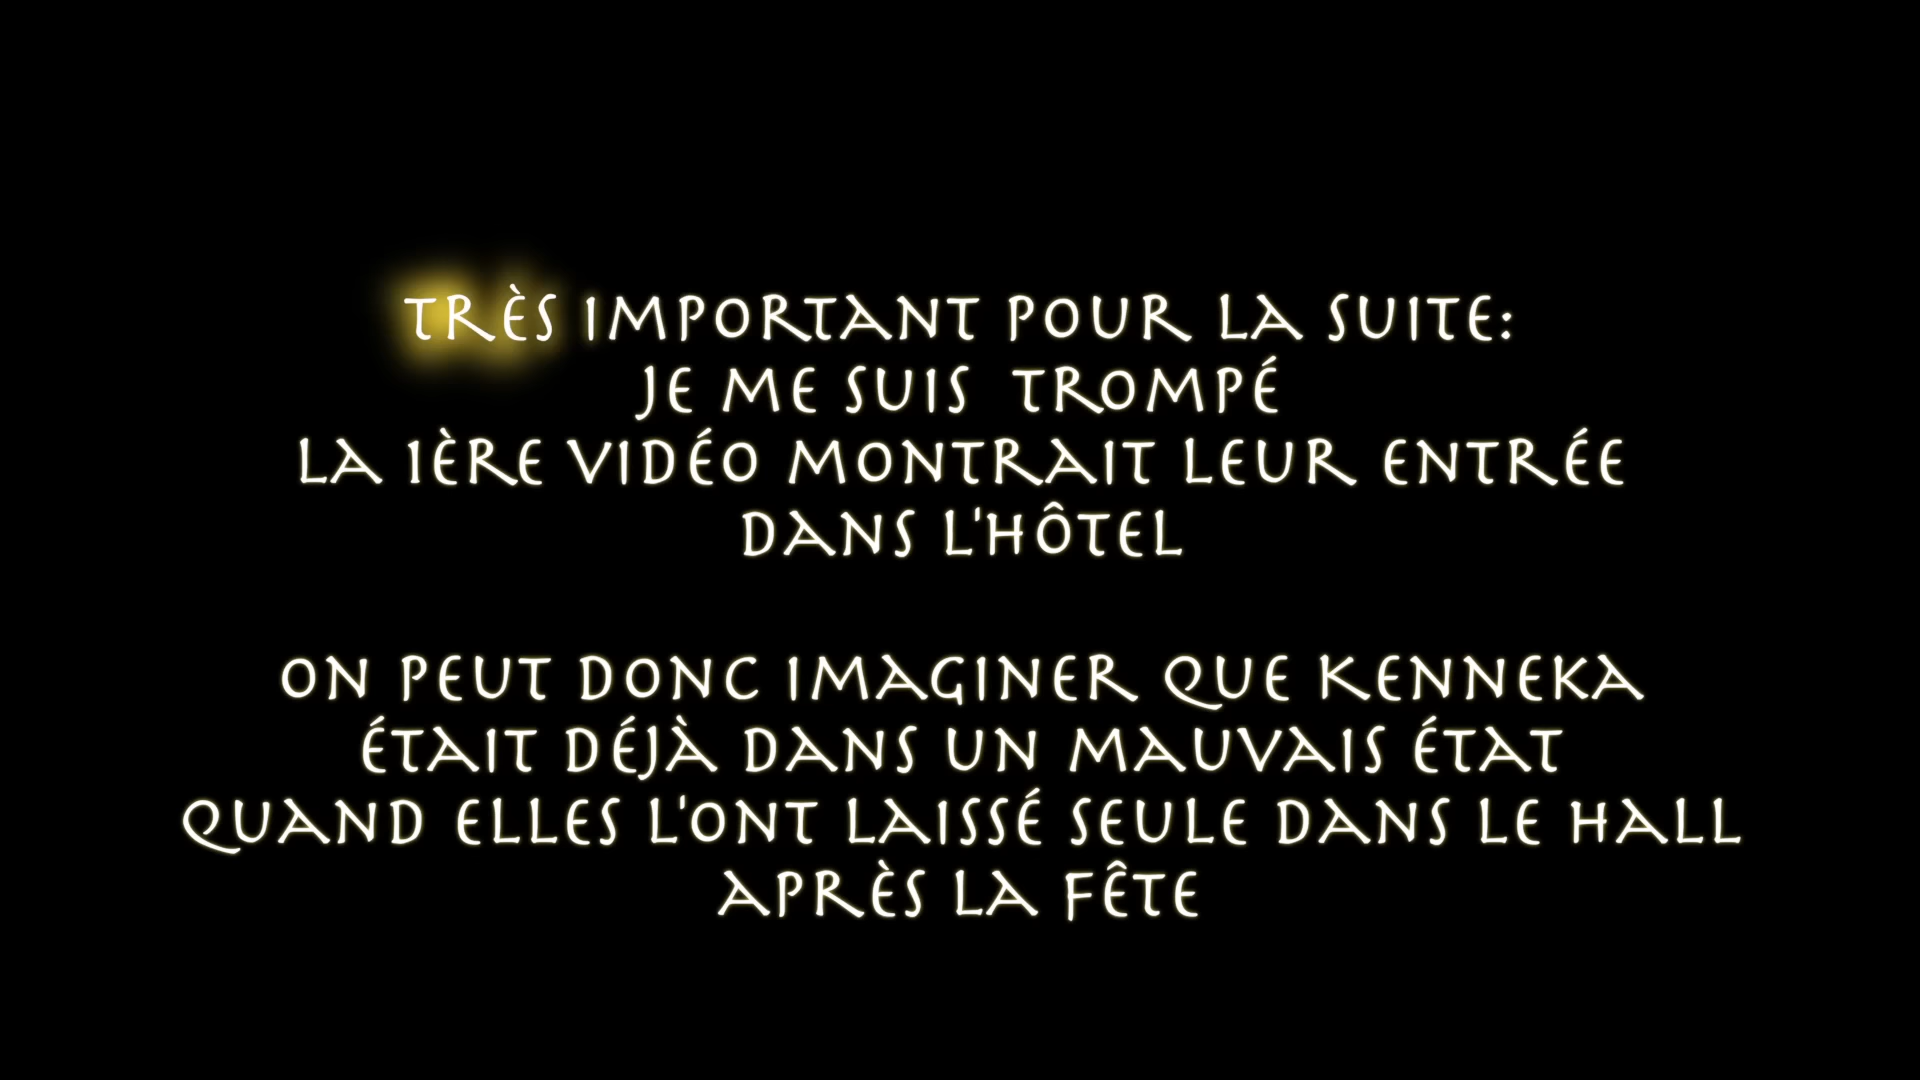 TRÈS IMPORTANT POUR LA SUITE:
JE ME SUIS TROMPÉ
LA 1ÈRE VIDÉO MONTRAIT LEUR ENTRÉE
DANS L'HÔTEL
ON PEUT DONC IMAGINER QUE KENNEKA
ÉTAIT DÉJÀ DANS UN MAUVAIS ÉTAT
QUAND ELLES L'ONT LAISSÉ SEULE DANS LE HALL
APRÈS LA FÊTE